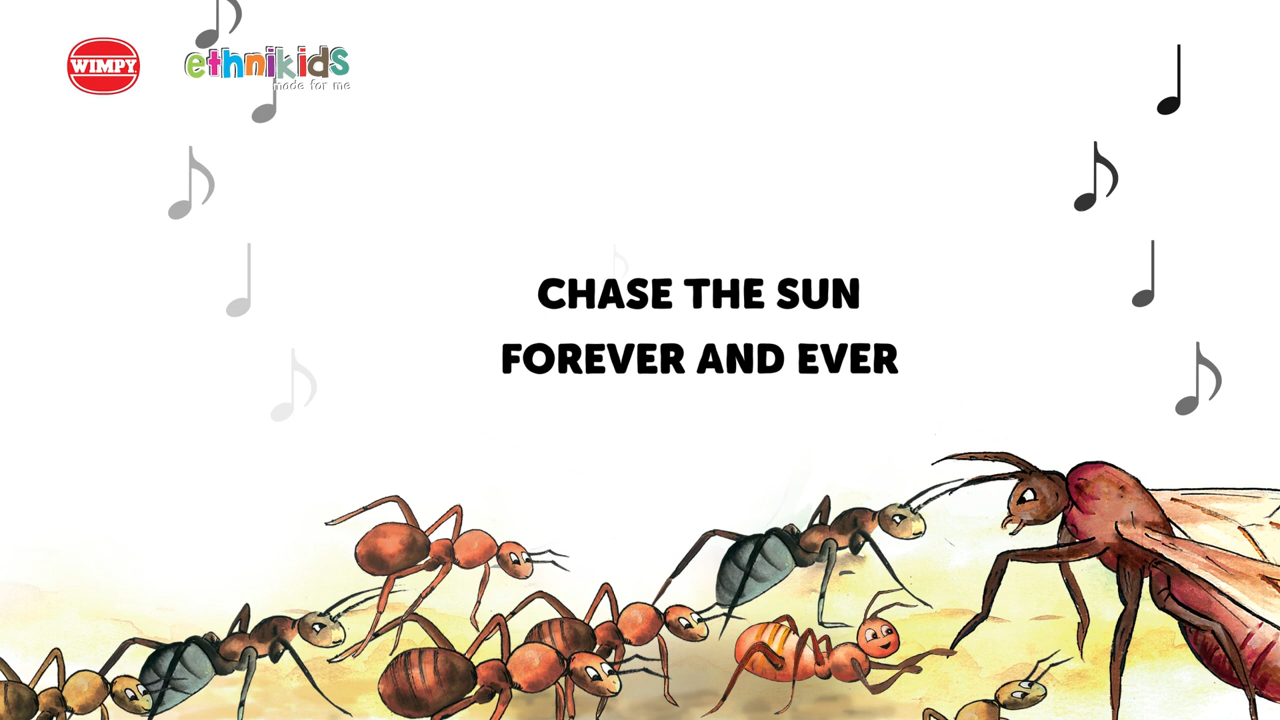 WIMPY
ethnikids
made for me
CHASE THE SUN
FOREVER AND EVER